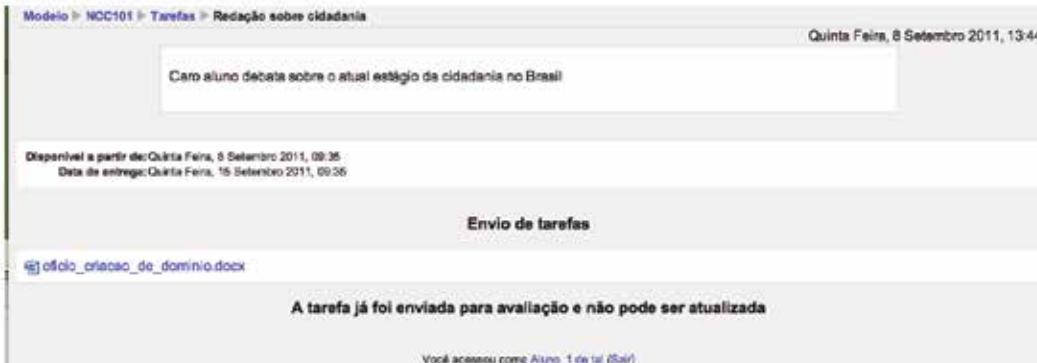 Modelo ► NCC101 ► Tarefas ► Redação sobre cidadania
Quinta Feira, 8 Setembro 2011, 13:44
Caro aluno debata sobre o atual estágio da cidadania no Brasil
Disponível a partir de: Quinta Feira, 8 Setembro 2011, 09:35
Data de entrega: Quinta Feira, 15 Setembro 2011, 09:35
Envio de tarefas
oficio_criacao_de_dominio.docx
A tarefa já foi enviada para avaliação e não pode ser atualizada
Você acessou como Aluno_1 de tal (Sair)